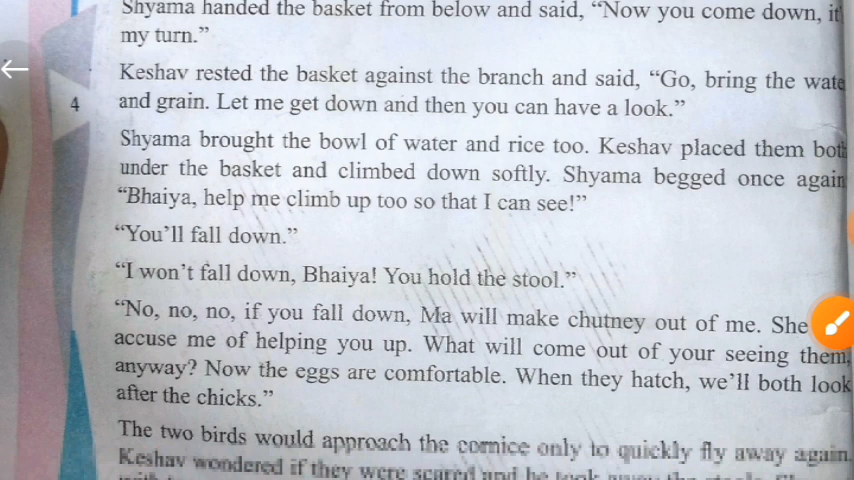 Shyama handed the basket from below and said, “Now you come down, it
my turn.”
Keshav rested the basket against the branch and said, “Go, bring the wate
4
and grain. Let me get down and then you can have a look.”
Shyama brought the bowl of water and rice too. Keshav placed them both
under the basket and climbed down softly. Shyama begged once again
“Bhaiya, help me climb up too so that I can see!”
“You’ll fall down.”
“I won’t fall down, Bhaiya! You hold the stool.”
“No, no, no, if you fall down, Ma will make chutney out of me. She
accuse me of helping you up. What will come out of your seeing them,
anyway? Now the eggs are comfortable. When they hatch, we’ll both look
after the chicks.”
The two birds would approach the cornice only to quickly fly away again.
Keshav wondered if they were scared and he took away the